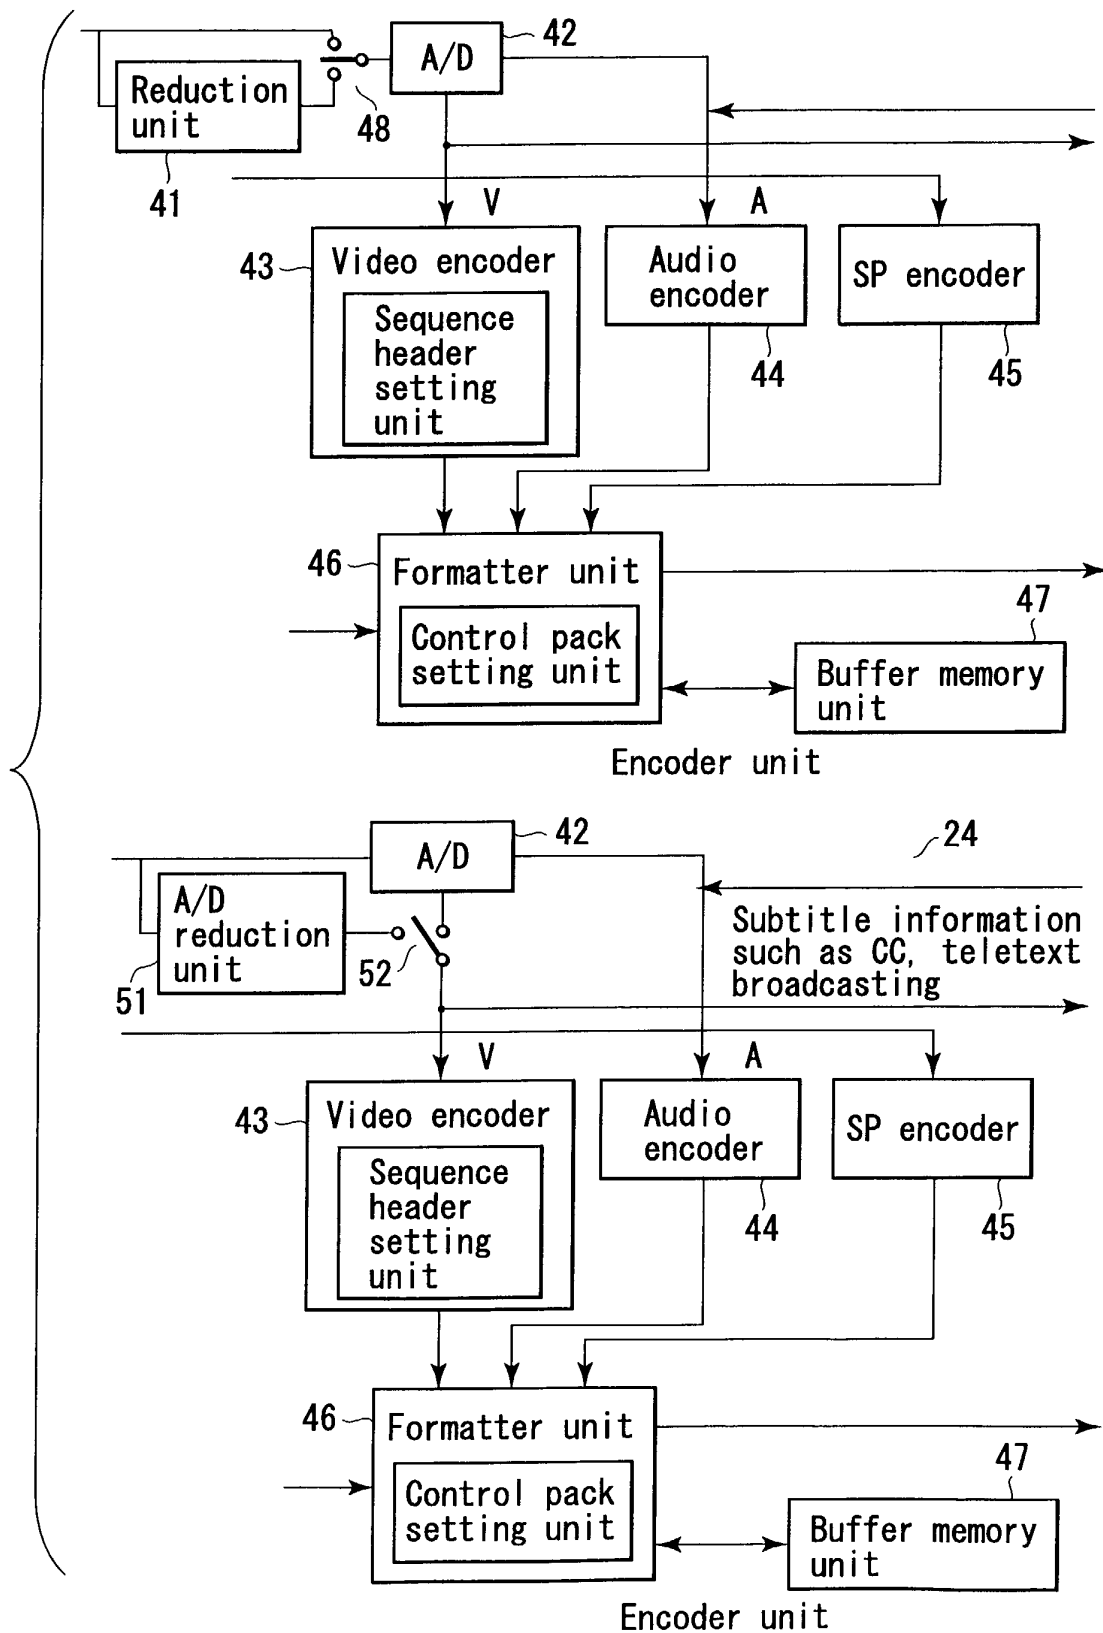 A/D
42
Reduction
unit
48
41
V
A
43
Video encoder
Sequence
header
setting
unit
Audio
encoder
44
SP encoder
45
46
Formatter unit
Control pack
setting unit
47
Buffer memory
unit
Encoder unit
A/D
42
24
A/D
reduction
unit
51
52
Subtitle information
such as CC, teletext
broadcasting
V
A
43
Video encoder
Sequence
header
setting
unit
Audio
encoder
44
SP encoder
45
46
Formatter unit
Control pack
setting unit
47
Buffer memory
unit
Encoder unit